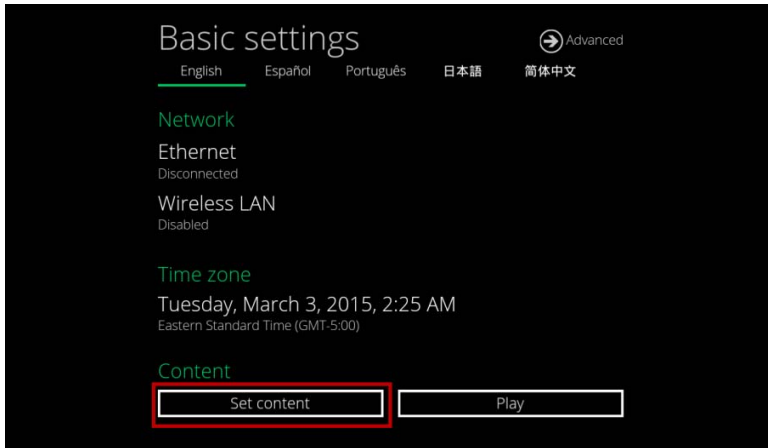 Basic settings
Advanced
English Español Português 日本語 简体中文
Network
Ethernet
Disconnected
Wireless LAN
Disabled
Time zone
Tuesday, March 3, 2015, 2:25 AM
Eastern Standard Time (GMT-5:00)
Content
Set content Play